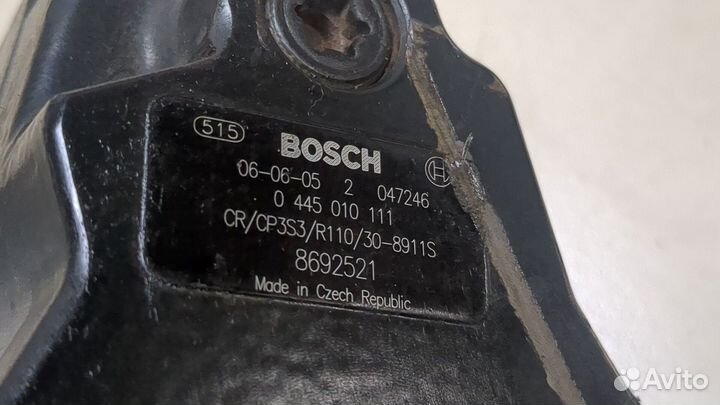 515
BOSCH
06-06-05 2 047246
0 445 010 111
CR/CP3S3/R110/30-8911S
8692521
Made in Czech Republic
Avito